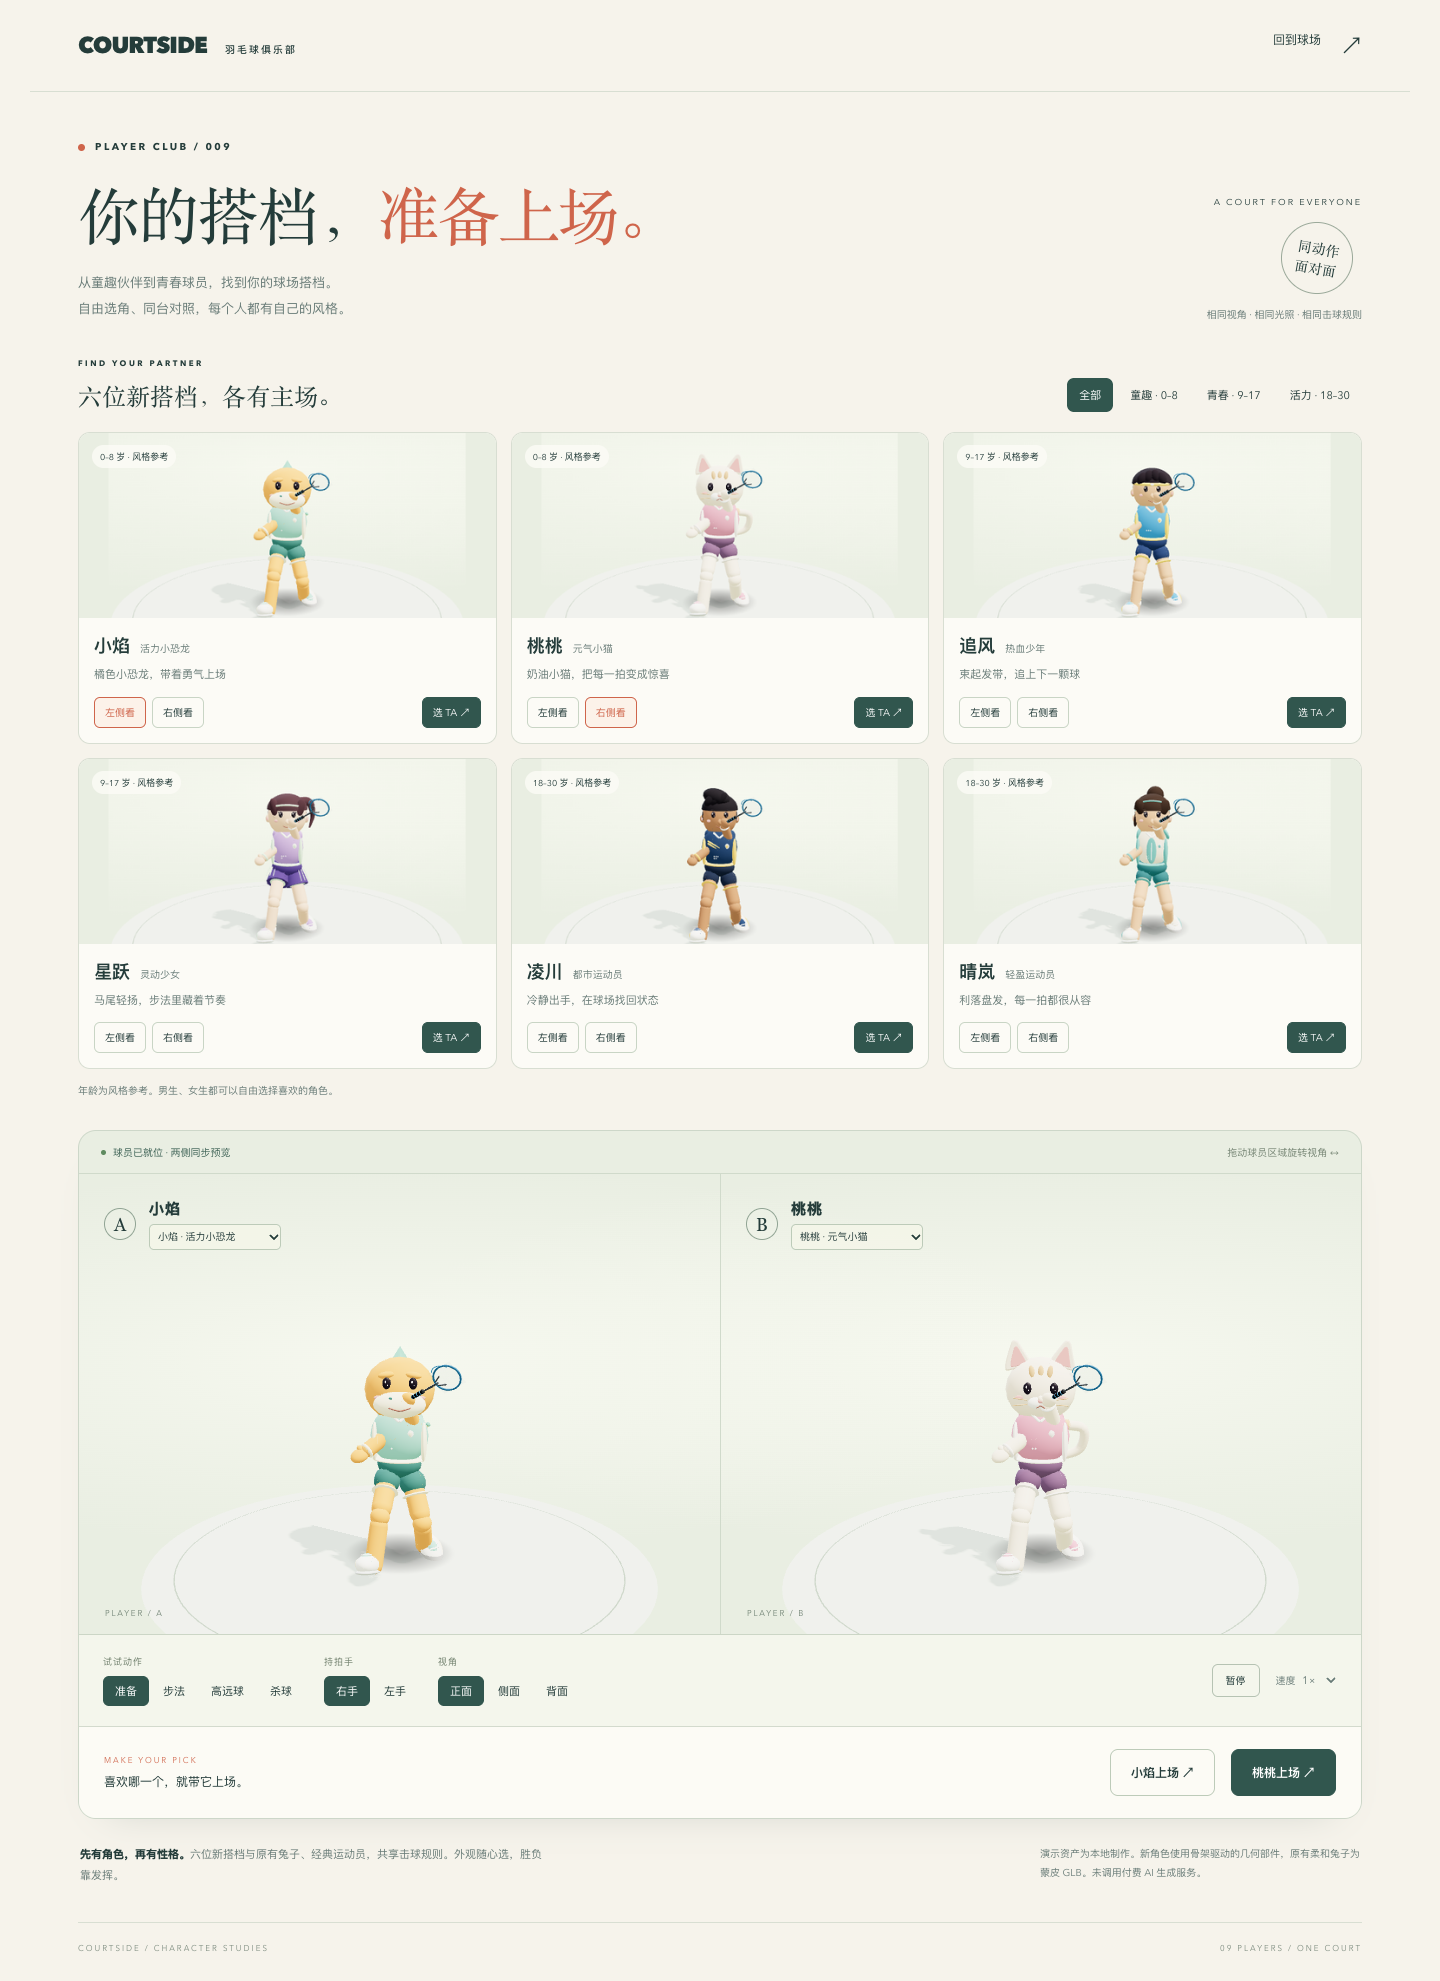 COURTSIDE 羽毛球俱乐部
回到球场 ↗
PLAYER CLUB / 009
你的搭档，准备上场。
从童趣伙伴到青春球员，找到你的球场搭档。
自由选角、同台对照，每个人都有自己的风格。
A COURT FOR EVERYONE
同动作
面对面
相同视角 · 相同光照 · 相同击球规则
FIND YOUR PARTNER
六位新搭档，各有主场。
全部 童趣 · 0–8 青春 · 9–17 活力 · 18–30
0–8 岁 · 风格参考
小焰 活力小恐龙
橘色小恐龙，带着勇气上场
左侧看 右侧看 选 TA ↗
0–8 岁 · 风格参考
桃桃 元气小猫
奶油小猫，把每一拍变成惊喜
左侧看 右侧看 选 TA ↗
9–17 岁 · 风格参考
追风 热血少年
束起发带，追上下一颗球
左侧看 右侧看 选 TA ↗
9–17 岁 · 风格参考
星跃 灵动少女
马尾轻扬，步法里藏着节奏
左侧看 右侧看 选 TA ↗
18–30 岁 · 风格参考
凌川 都市运动员
冷静出手，在球场找回状态
左侧看 右侧看 选 TA ↗
18–30 岁 · 风格参考
晴岚 轻盈运动员
利落盘发，每一拍都很从容
左侧看 右侧看 选 TA ↗
年龄为风格参考。男生、女生都可以自由选择喜欢的角色。
球员已就位 · 两侧同步预览
拖动球员区域旋转视角 ↔
A 小焰
小焰 · 活力小恐龙
PLAYER / A
B 桃桃
桃桃 · 元气小猫
PLAYER / B
试试动作
准备 步法 高远球 杀球
持拍手
右手 左手
视角
正面 侧面 背面
暂停 速度 1×
MAKE YOUR PICK
喜欢哪一个，就带它上场。
小焰上场 ↗ 桃桃上场 ↗
先有角色，再有性格。六位新搭档与原有兔子、经典运动员，共享击球规则。外观随心选，胜负
靠发挥。
演示资产为本地制作。新角色使用骨架驱动的几何部件，原有柔和兔子为
蒙皮 GLB。未调用付费 AI 生成服务。
COURTSIDE / CHARACTER STUDIES
09 PLAYERS / ONE COURT